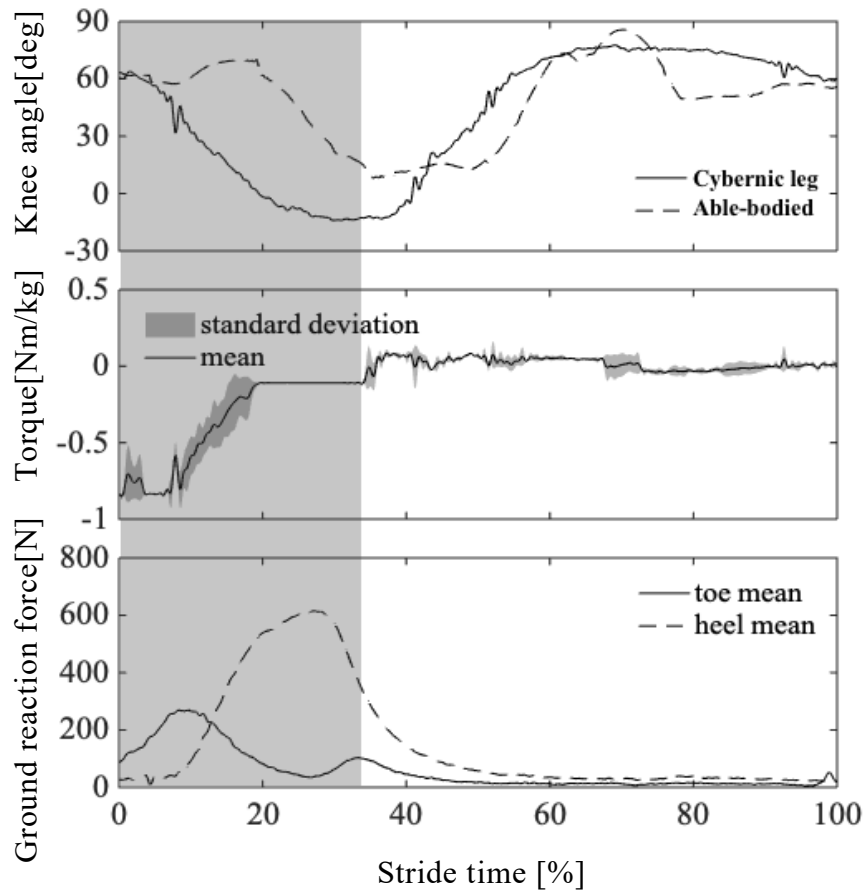 Knee angle[deg]
90
60
30
0
-30
Cybernic leg
Able-bodied
Torque[Nm/kg]
0.5
0
-0.5
-1
standard deviation
mean
Ground reaction force[N]
800
600
400
200
0
toe mean
heel mean
0 20 40 60 80 100
Stride time [%]